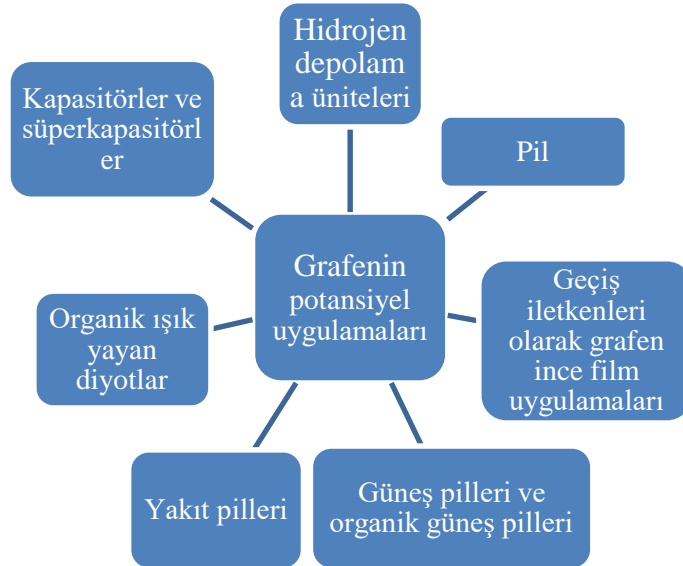 Hidrojen
depolam
a üniteleri
Kapasitörler ve
süperkapasitörl
er
Pil
Grafenin
potansiyel
uygulamaları
Geçiş
iletkenleri
olarak grafen
ince film
uygulamaları
Organik ışık
yayan
diyotlar
Yakıt pilleri
Güneş pilleri ve
organik güneş pilleri